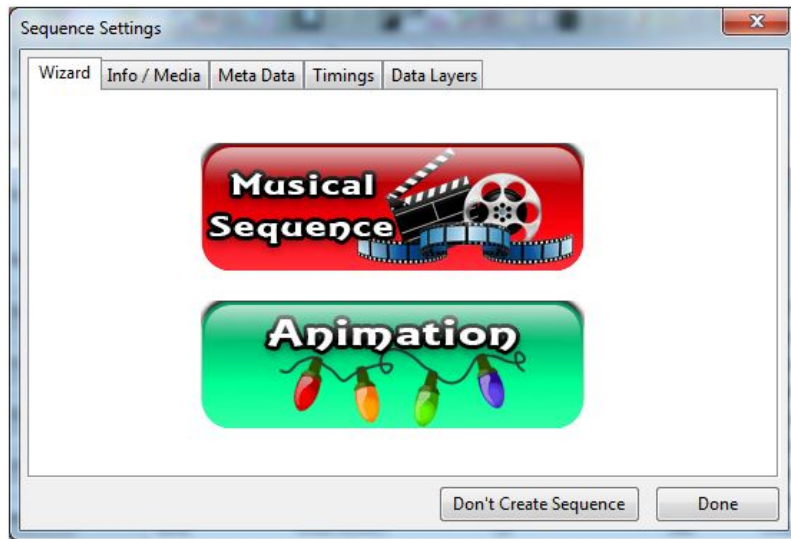 Sequence Settings
x
Wizard
Info / Media
Meta Data
Timings
Data Layers
Musical
Sequence
Animation
Don't Create Sequence
Done